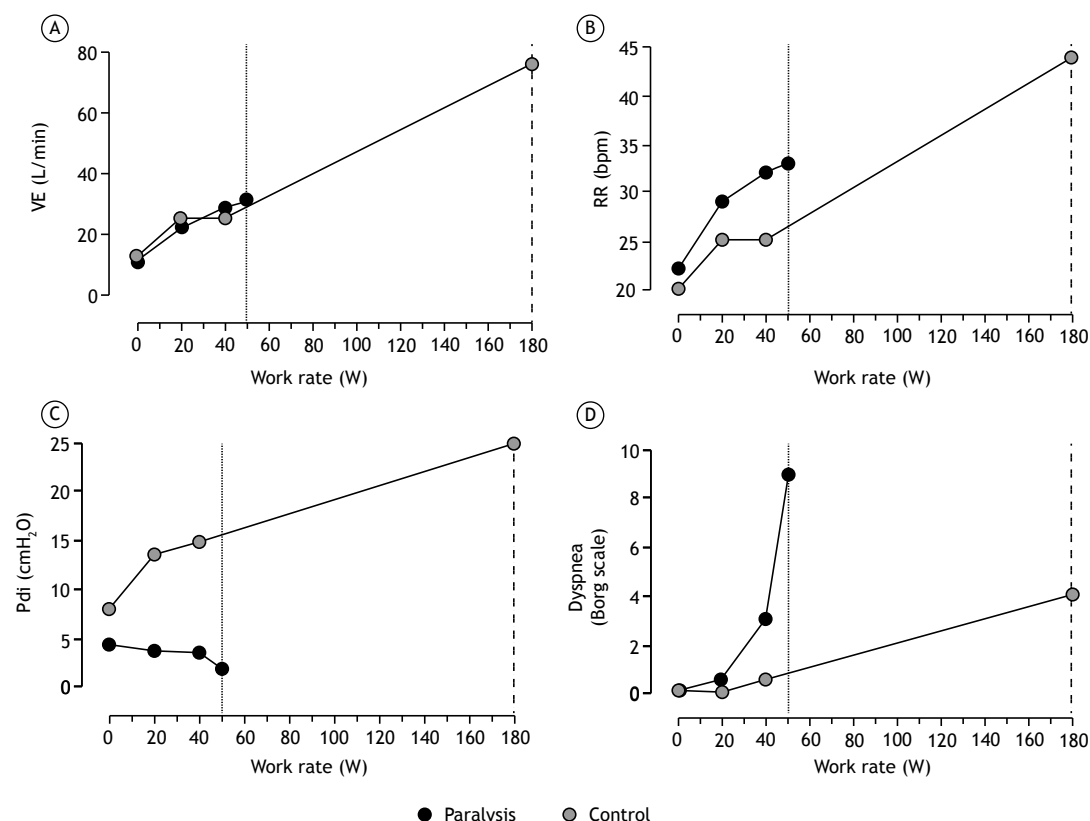 A
VE (L/min)
80
60
40
20
0
0 20 40 60 80 100 120 140 160 180
Work rate (W)
B
RR (bpm)
45
40
35
30
25
20
0 20 40 60 80 100 120 140 160 180
Work rate (W)
C
Pdi (cmH2O)
25
20
15
10
5
0
0 20 40 60 80 100 120 140 160 180
Work rate (W)
D
Dyspnea
(Borg scale)
10
8
6
4
2
0
0 20 40 60 80 100 120 140 160 180
Work rate (W)
Paralysis Control